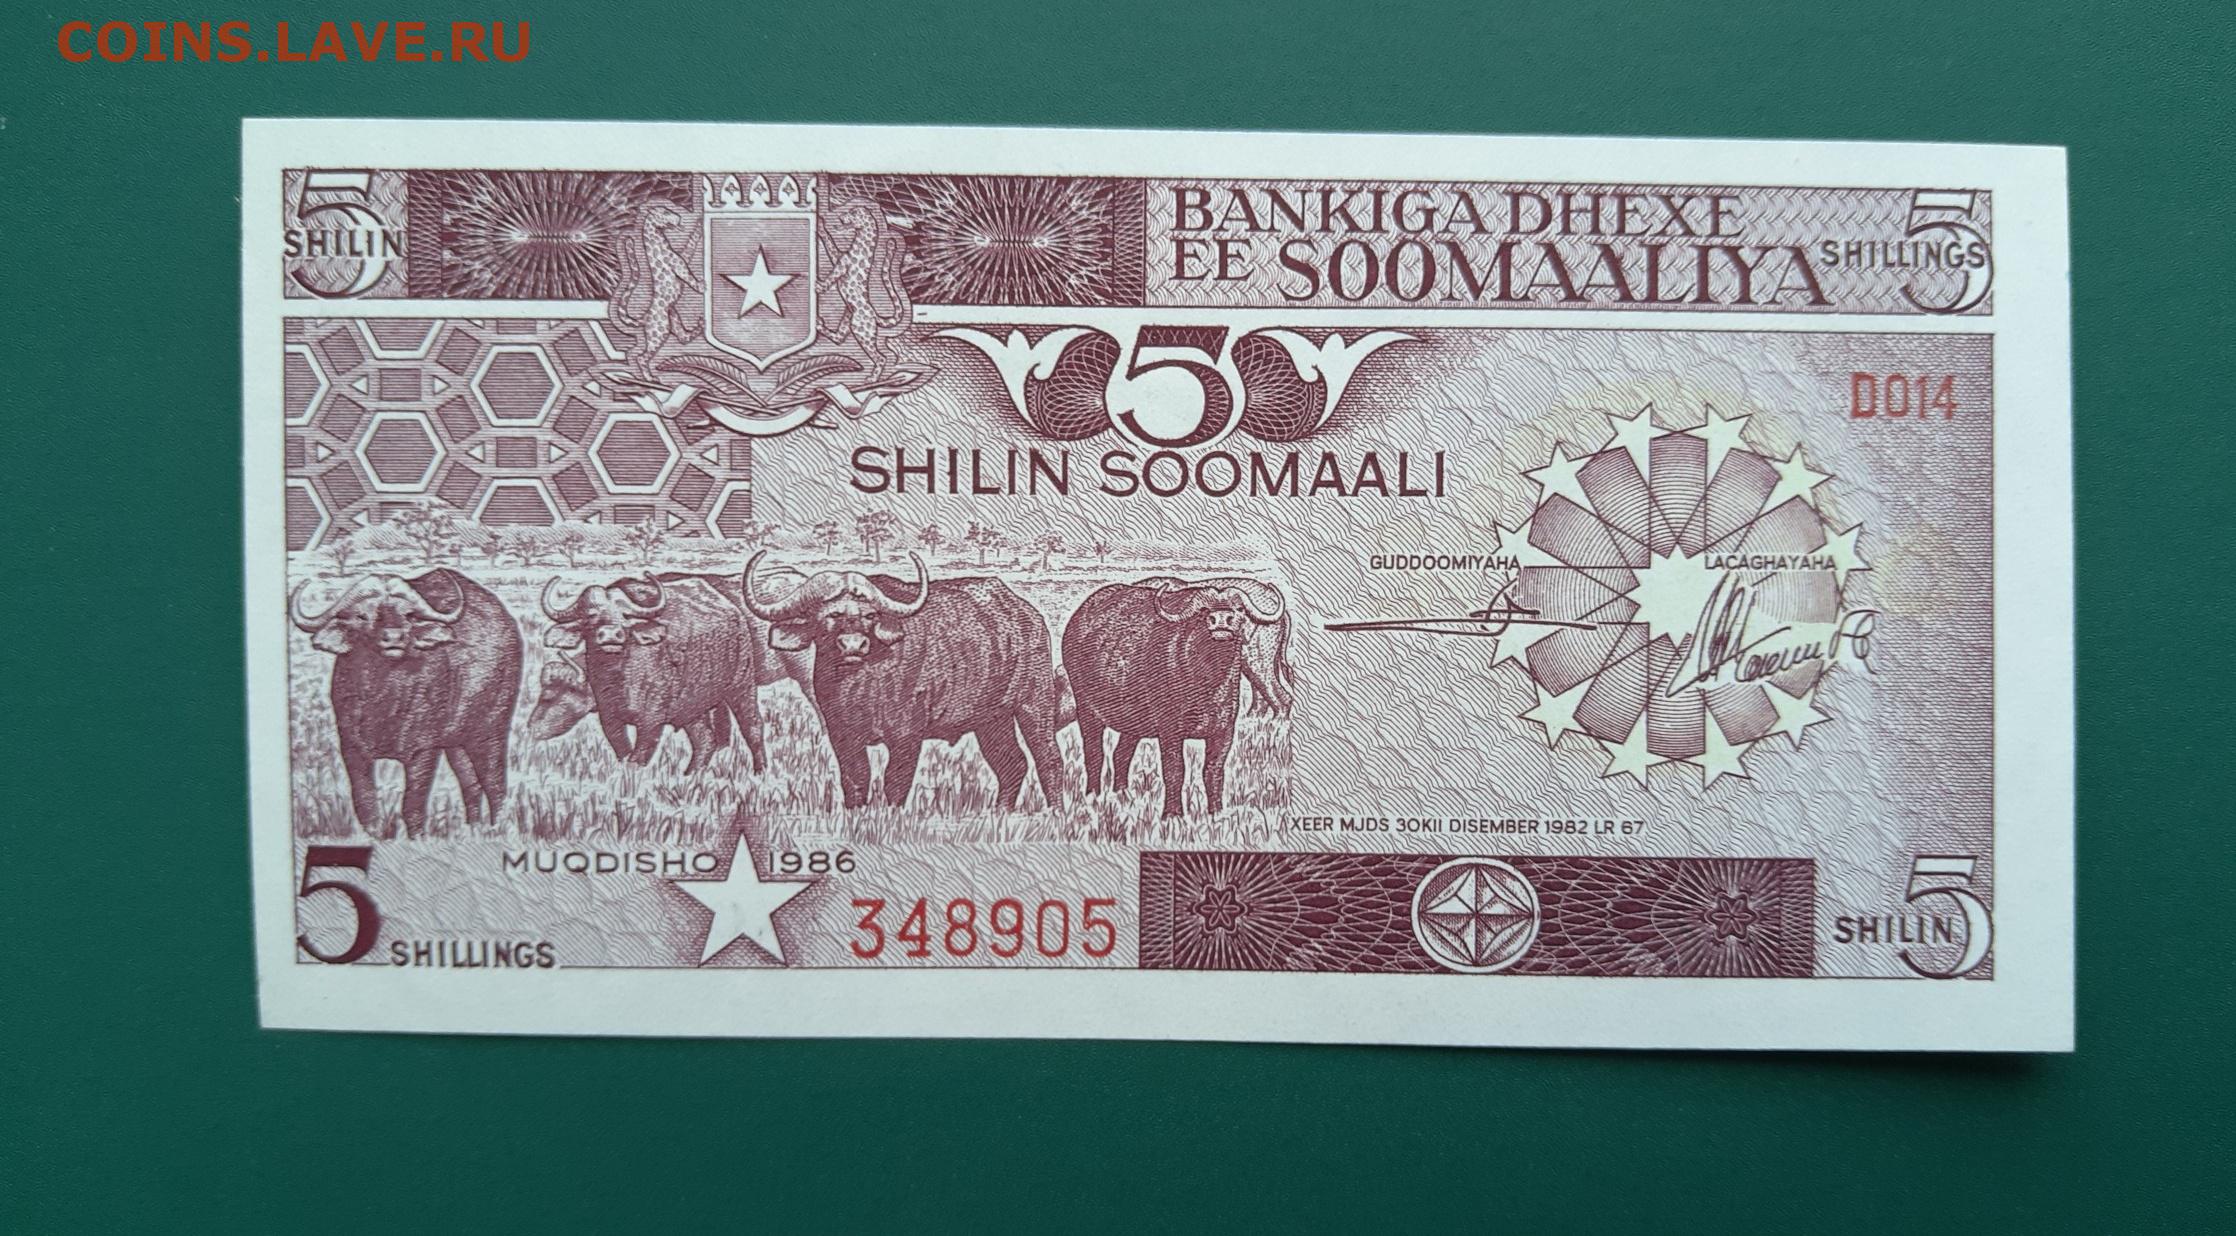 COINS.LAVE.RU
5
SHILIN
BANKIGA DHEXE
EE SOOMAALIYA
5
SHILLINGS
5
SHILIN SOOMAALI
D014
GUDDOOMIYAHA
LACAGHAYAHA
XEER MJDS 30KII DISEMBER 1982 LR 67
MUQDISHO 1986
5
SHILLINGS
348905
5
SHILIN